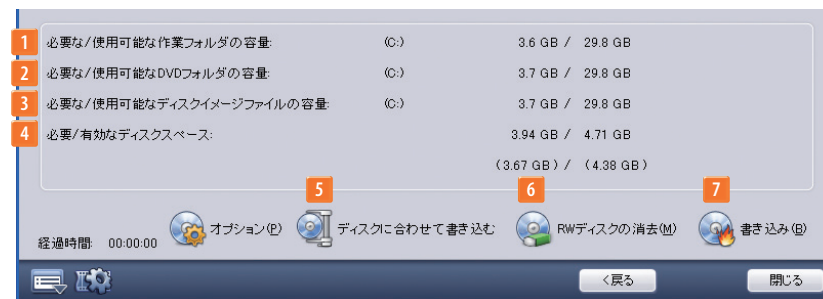 1 必要な/使用可能な作業フォルダの容量: (C:) 3.6 GB / 29.8 GB
2 必要な/使用可能なDVDフォルダの容量: (C:) 3.7 GB / 29.8 GB
3 必要な/使用可能なディスクイメージファイルの容量: (C:) 3.7 GB / 29.8 GB
4 必要/有効なディスクスペース: 3.94 GB / 4.71 GB
(3.67 GB) / (4.38 GB)
5 6 7
オプション(P) ディスクに合わせて書き込む RWディスクの消去(M) 書き込み(B)
経過時間: 00:00:00
<戻る 閉じる